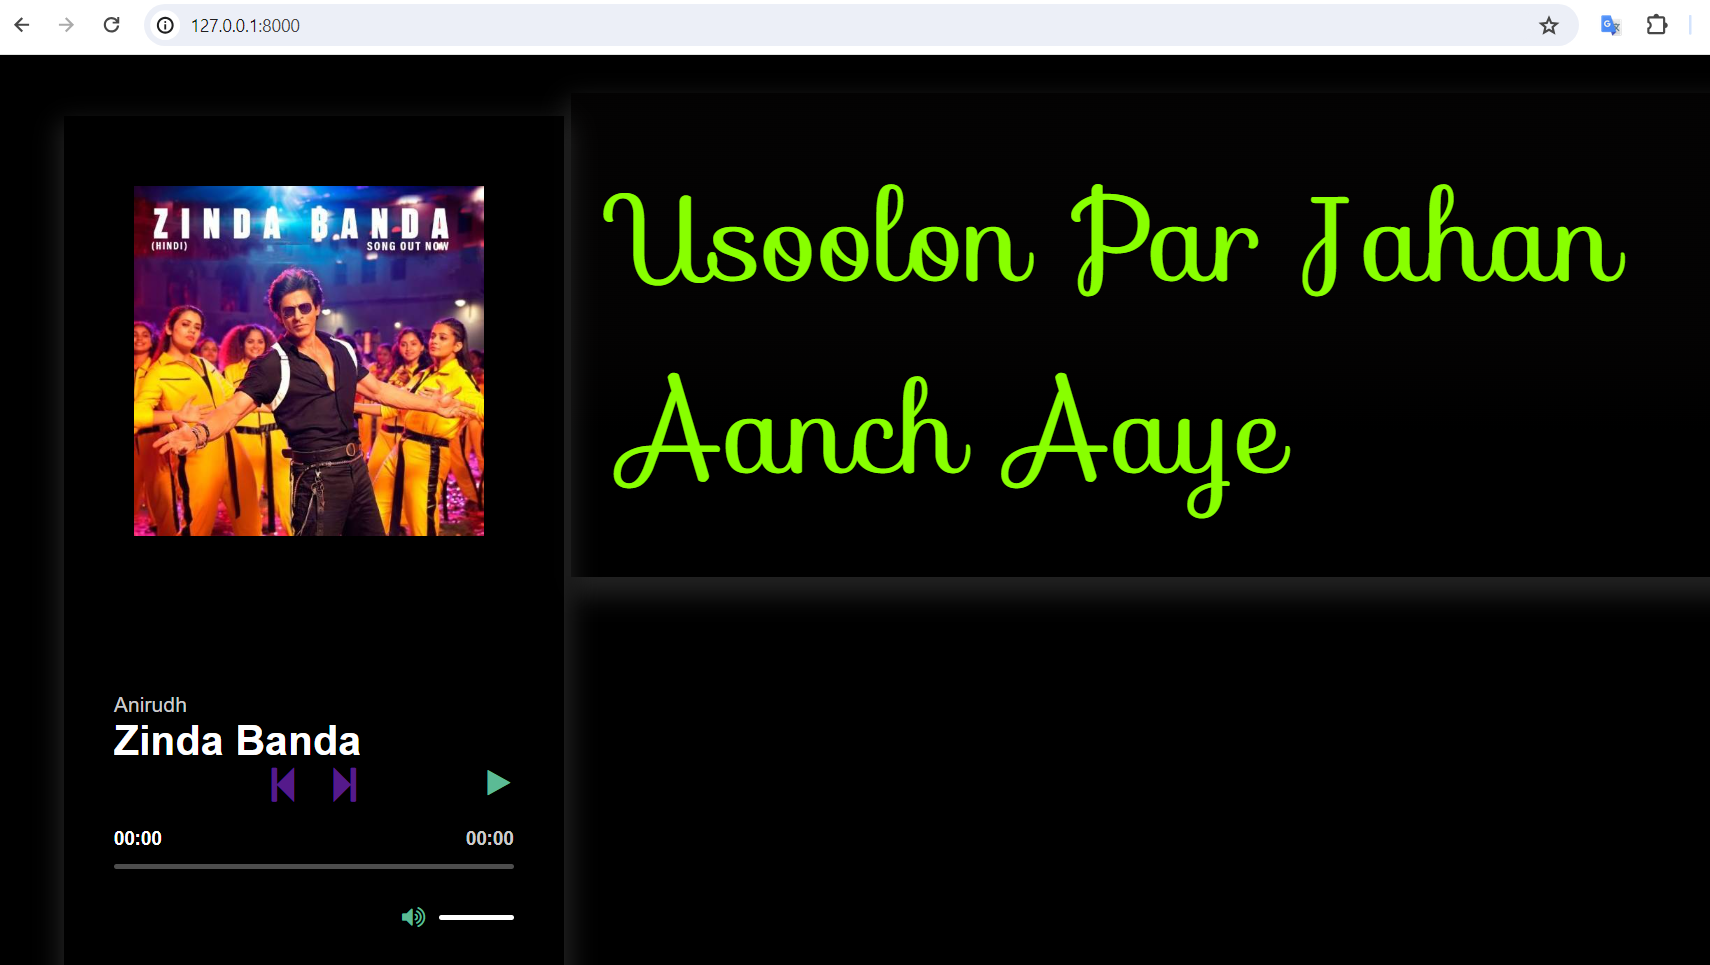 127.0.0.1:8000
ZINDA BANDA
(HINDI) SONG OUT NOW
Usoolon Par Jahan
Aanch Aaye
Anirudh
Zinda Banda
00:00 00:00